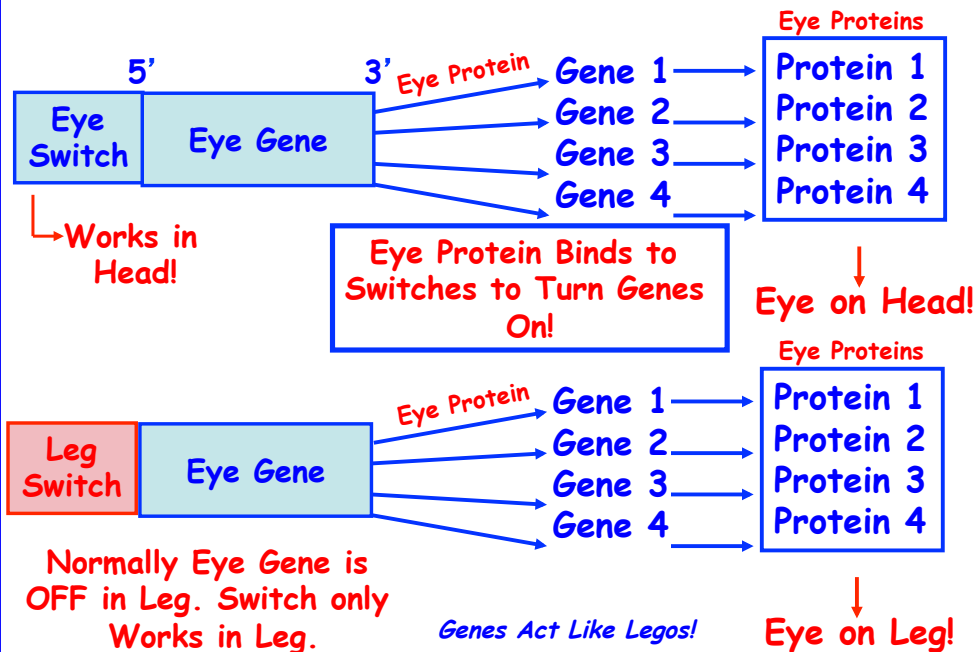 Eye Proteins
5’
3’
Eye Protein
Eye
Switch
Eye Gene
Gene 1
Gene 2
Gene 3
Gene 4
Protein 1
Protein 2
Protein 3
Protein 4
Works in
Head!
Eye Protein Binds to
Switches to Turn Genes
On!
Eye on Head!
Eye Proteins
Eye Protein
Leg
Switch
Eye Gene
Gene 1
Gene 2
Gene 3
Gene 4
Protein 1
Protein 2
Protein 3
Protein 4
Normally Eye Gene is
OFF in Leg. Switch only
Works in Leg.
Genes Act Like Legos!
Eye on Leg!